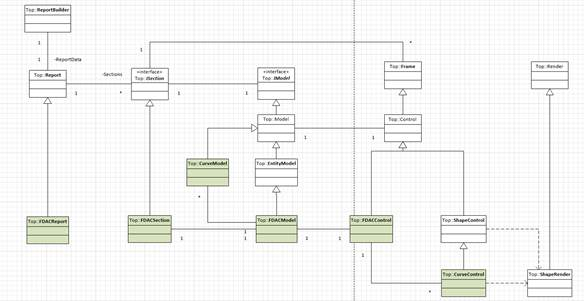 Top::ReportBuilder
1
*
1
1
-ReportData
-Sections
«interface»
Top::ISection
«interface»
Top::IModel
Top::Frame
Top::Render
Top::Report
1
*
1
1
Top::Model
Top::Control
1
1
Top::CurveModel
Top::EntityModel
*
Top::FDACReport
Top::FDACSection
Top::FDACModel
Top::FDACControl
Top::ShapeControl
1
1
1
1
1
1
Top::CurveControl
Top::ShapeRender
*